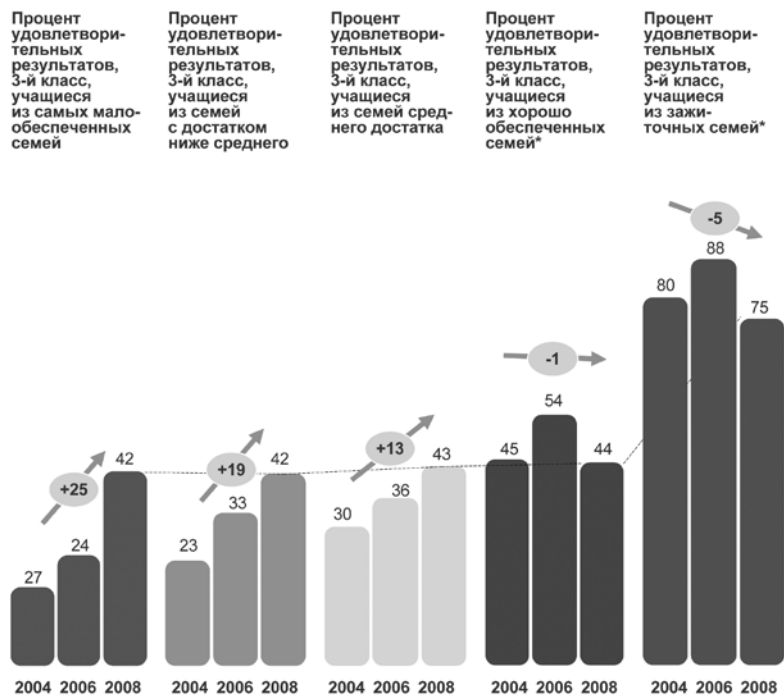 Процент
удовлетвори-
тельных
результатов,
3-й класс,
учащиеся
из самых мало-
обеспеченных
семей
Процент
удовлетвори-
тельных
результатов,
3-й класс,
учащиеся
из семей
с достатком
ниже среднего
Процент
удовлетвори-
тельных
результатов,
3-й класс,
учащиеся
из семей сред-
него достатка
Процент
удовлетвори-
тельных
результатов,
3-й класс,
учащиеся
из хорошо
обеспеченных
семей*
Процент
удовлетвори-
тельных
результатов,
3-й класс,
учащиеся
из зажи-
точных семей*
+25
27
24
42
2004 2006 2008
+19
23
33
42
2004 2006 2008
+13
30
36
43
2004 2006 2008
-1
45
54
44
2004 2006 2008
-5
80
88
75
2004 2006 2008